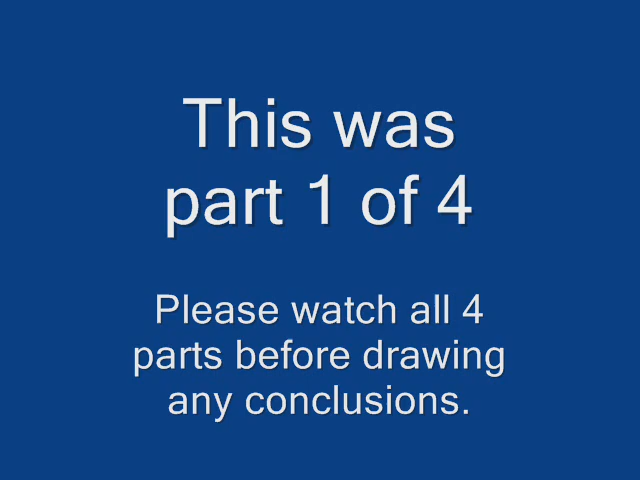 This was
part 1 of 4
Please watch all 4
parts before drawing
any conclusions.